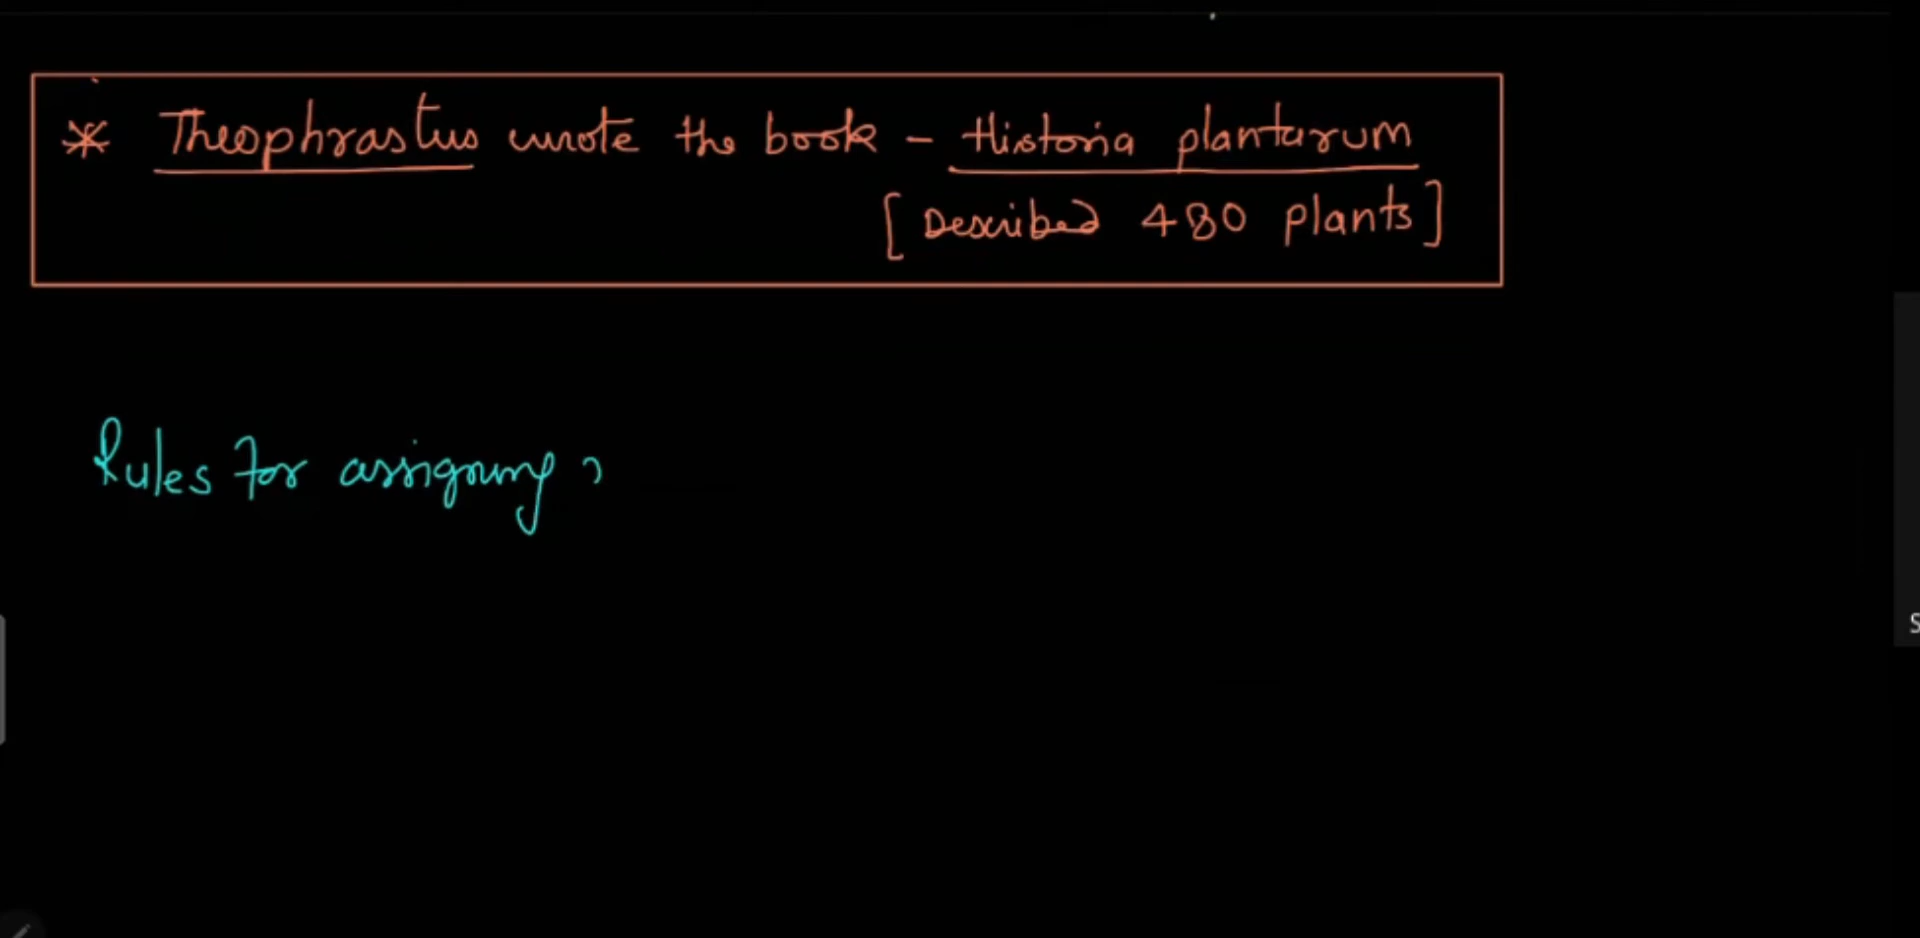 * Theophrastus wrote the book - Historia plantarum
[Described 480 plants]
Rules for assigning
S